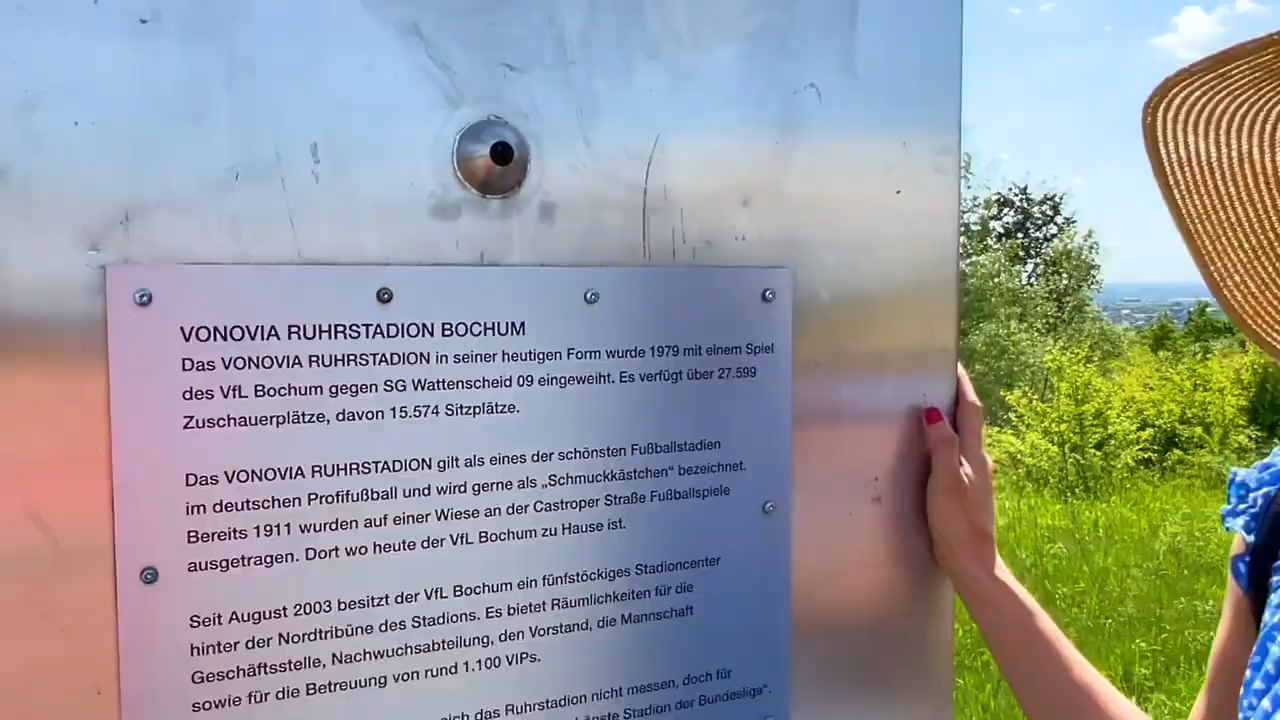 VONOVIA RUHRSTADION BOCHUM
Das VONOVIA RUHRSTADION in seiner heutigen Form wurde 1979 mit einem Spiel
des VfL Bochum gegen SG Wattenscheid 09 eingeweiht. Es verfügt über 27.599
Zuschauerplätze, davon 15.574 Sitzplätze.
Das VONOVIA RUHRSTADION gilt als eines der schönsten Fußballstadien
im deutschen Profifußball und wird gerne als „Schmuckkästchen“ bezeichnet.
Bereits 1911 wurden auf einer Wiese an der Castroper Straße Fußballspiele
ausgetragen. Dort wo heute der VfL Bochum zu Hause ist.
Seit August 2003 besitzt der VfL Bochum ein fünfstöckiges Stadioncenter
hinter der Nordtribüne des Stadions. Es bietet Räumlichkeiten für die
Geschäftsstelle, Nachwuchsabteilung, den Vorstand, die Mannschaft
sowie für die Betreuung von rund 1.100 VIPs.
das Ruhrstadion nicht messen, doch für
Stadion der Bundesliga“.